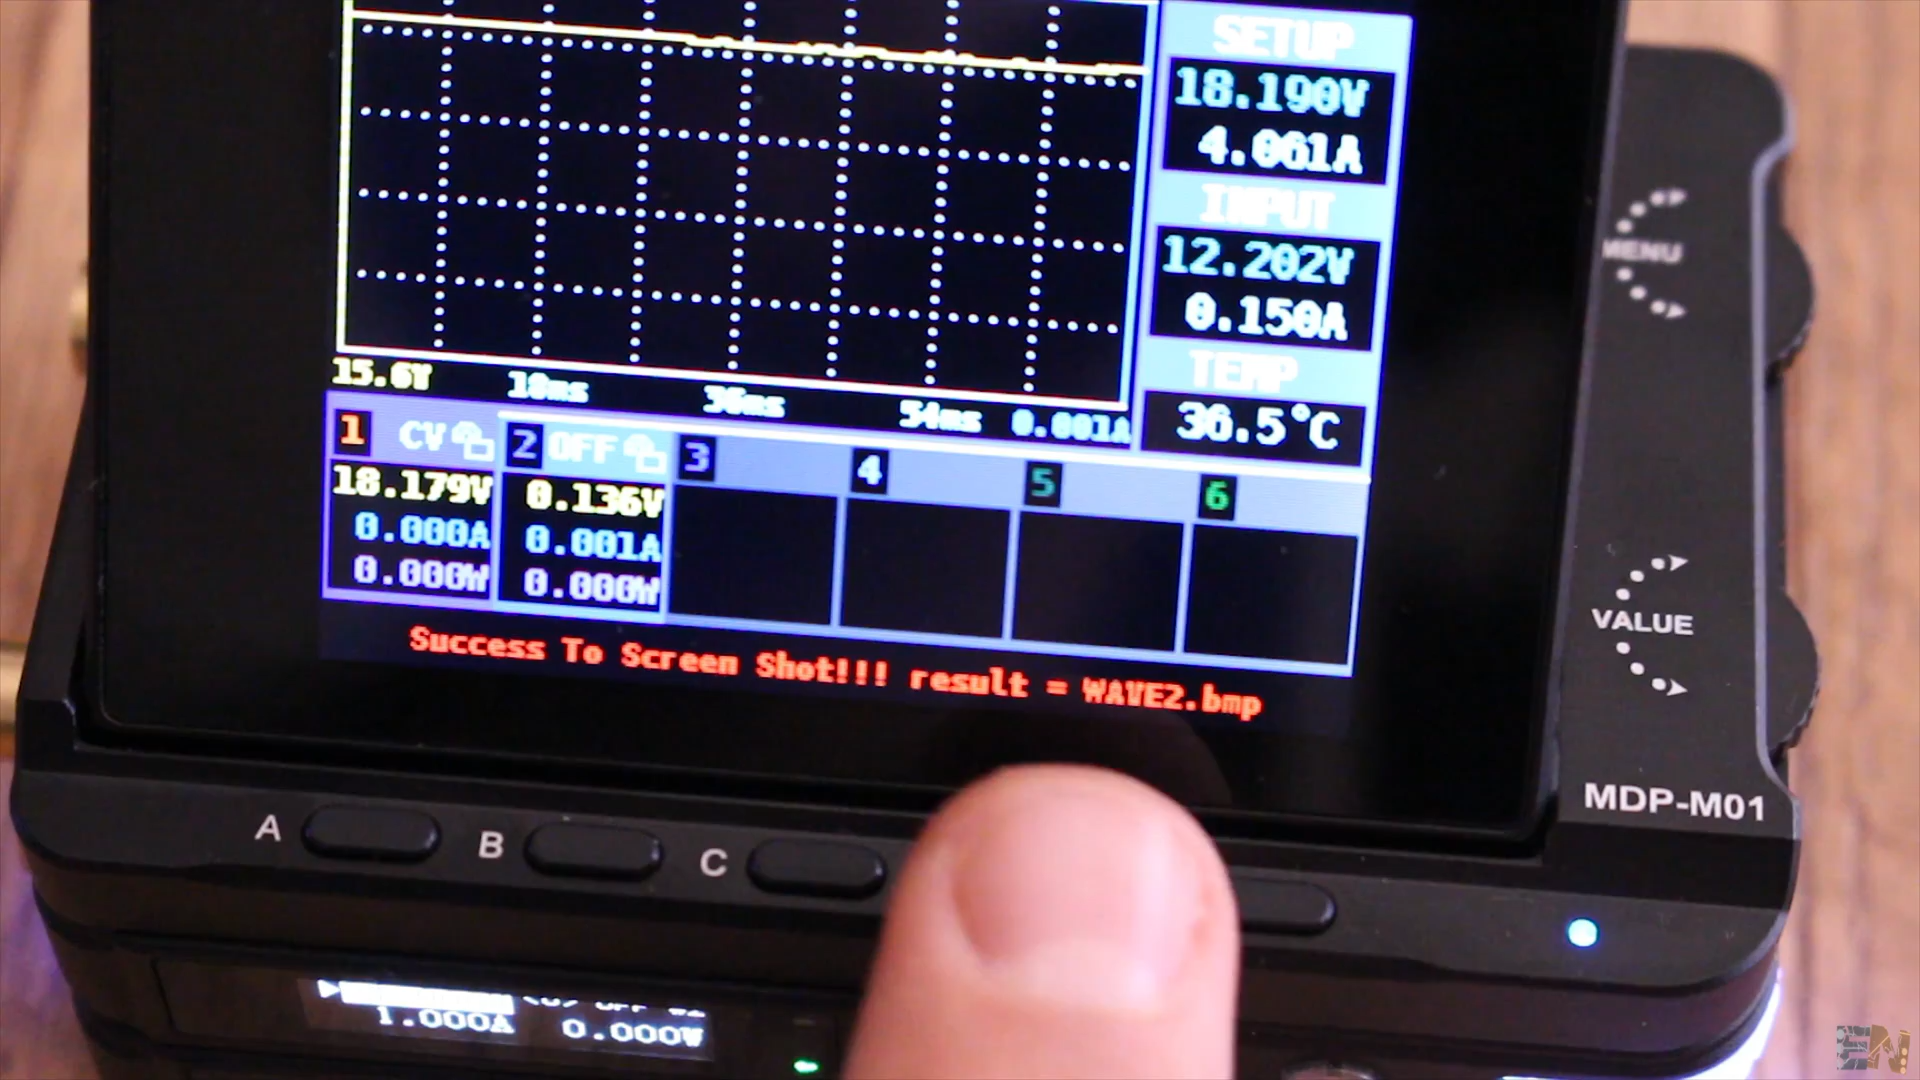 SETUP
18.190V
4.061A
INPUT
12.202V
0.150A
TEMP
36.5°C
15.6V 18ms 36ms 54ms 0.001A
1 CV 2 OFF 3 4 5 6
18.179V 0.136V
0.000A 0.001A
0.000W 0.000W
Success To Screen Shot!!! result = WAVE2.bmp
MENU
VALUE
MDP-M01
A B C
1.000A 0.000W
EN